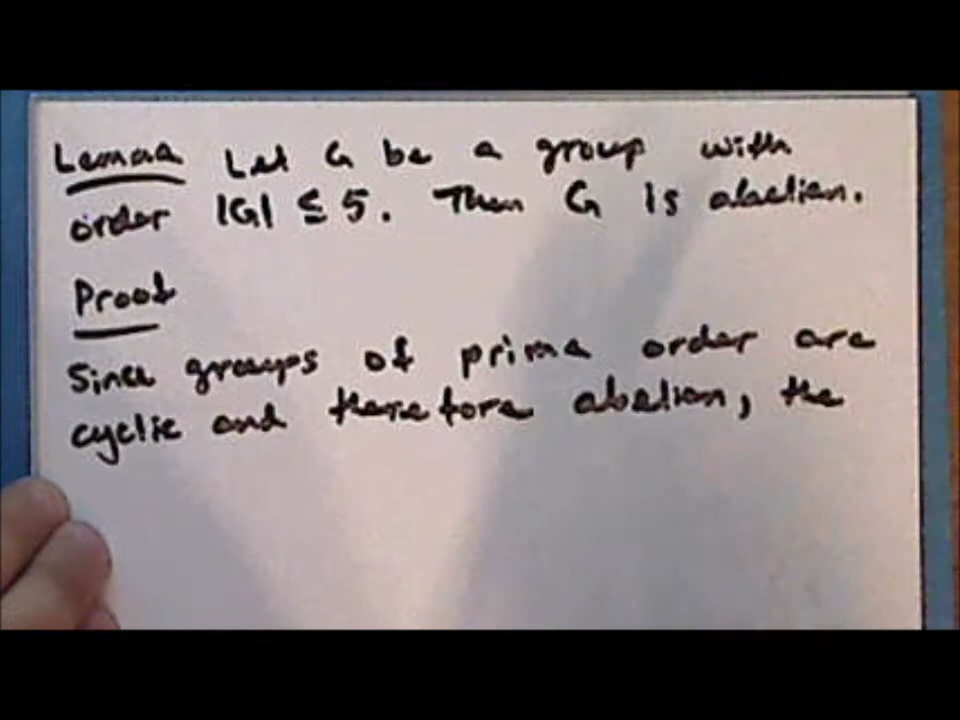 Lemma Let G be a group with
order |G| ≤ 5. Then G is abelian.
Proof
Since groups of prime order are
cyclic and therefore abelian, the